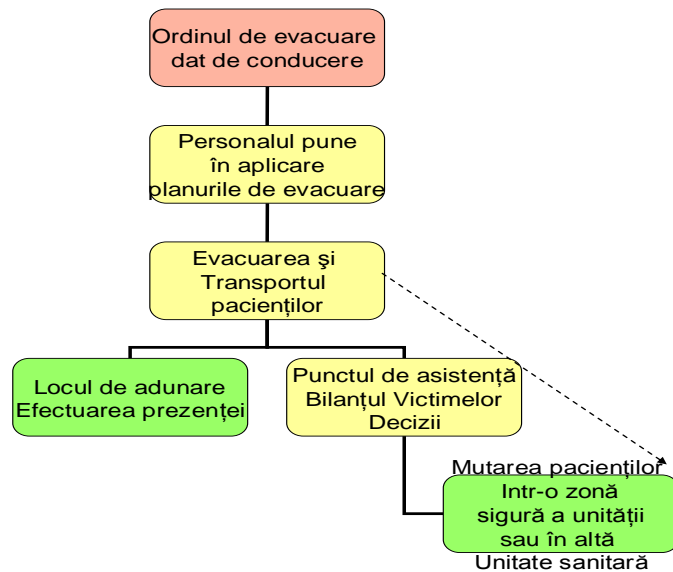 Ordinul de evacuare
dat de conducere
Personalul pune
în aplicare
planurile de evacuare
Evacuarea şi
Transportul
pacienţilor
Locul de adunare
Efectuarea prezenţei
Punctul de asistenţă
Bilanţul Victimelor
Decizii
Mutarea pacienţilor
Intr-o zonă
sigură a unităţii
sau în altă
Unitate sanitară